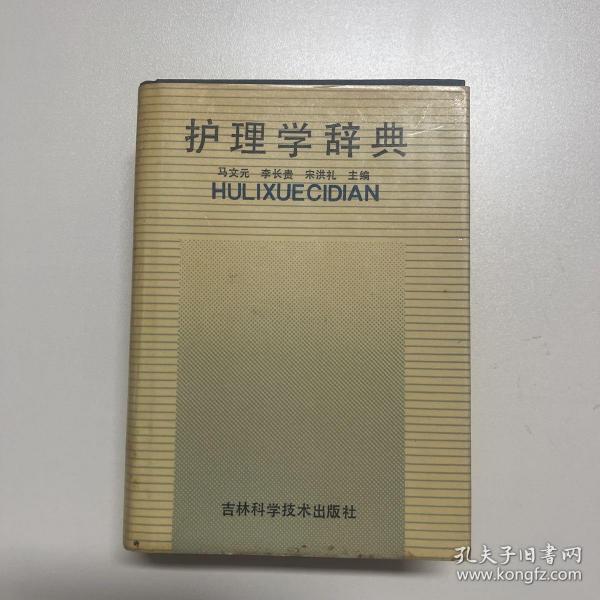 护理学辞典
马文元 李长贵 宋洪礼 主编
HULIXUECIDIAN
吉林科学技术出版社
孔夫子旧书网
www.kongfz.com